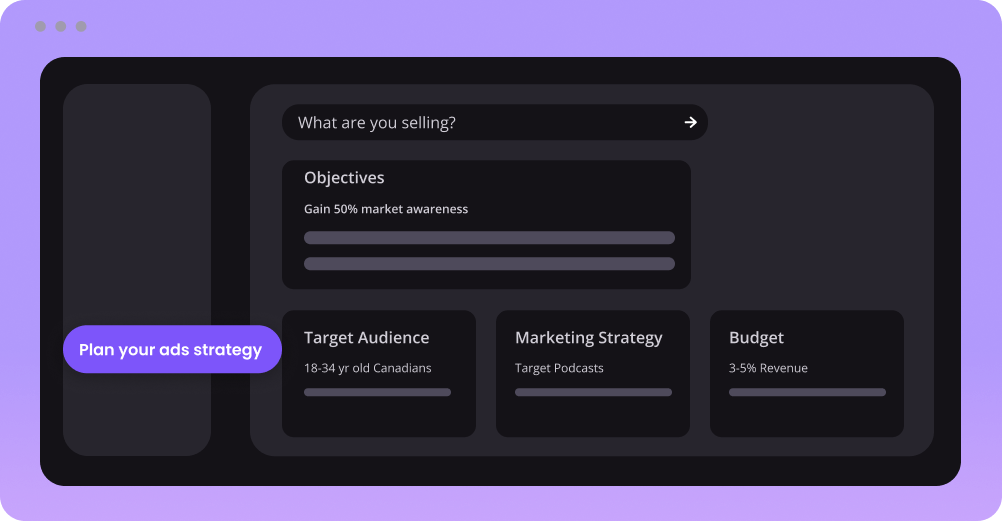 What are you selling?
Objectives
Gain 50% market awareness
Plan your ads strategy
Target Audience
18-34 yr old Canadians
Marketing Strategy
Target Podcasts
Budget
3-5% Revenue